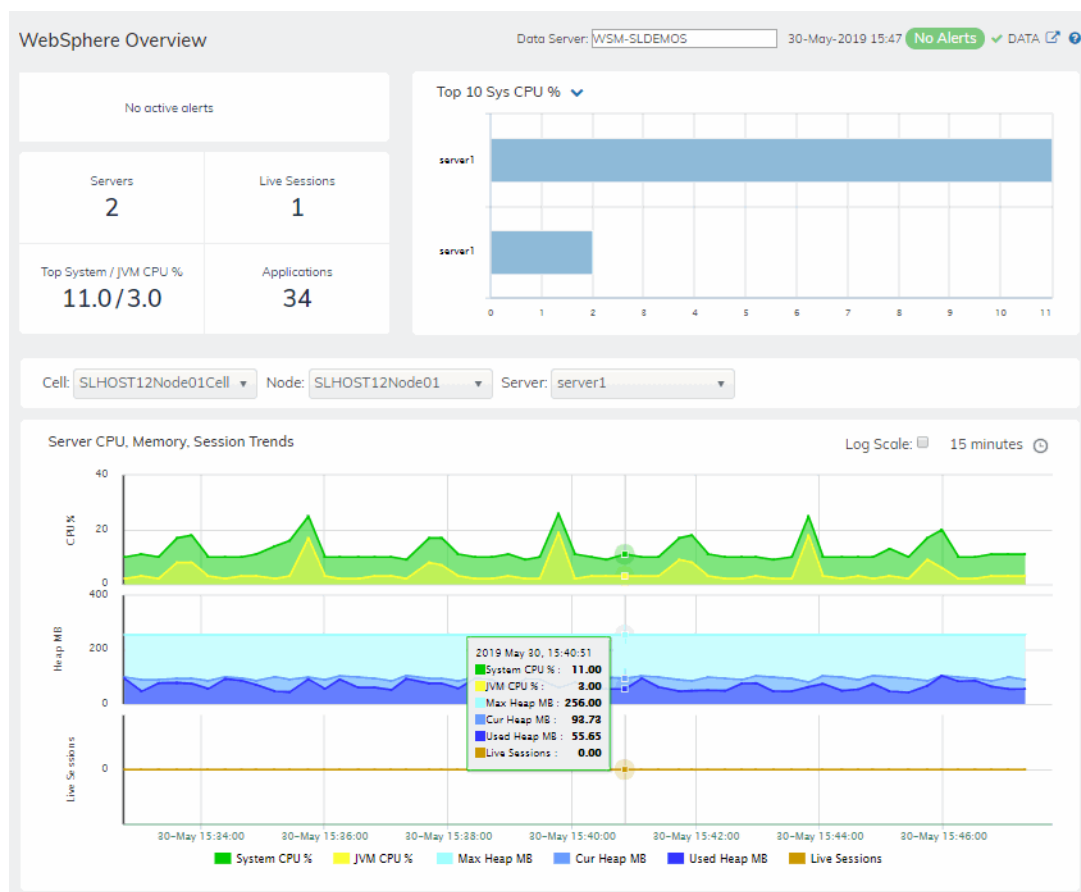 WebSphere Overview
Data Server: WSM-SLDEMOS 30-May-2019 15:47 No Alerts DATA
No active alerts
Servers
2
Live Sessions
1
Top System / JVM CPU %
11.0/3.0
Applications
34
Top 10 Sys CPU %
server1
server1
0 1 2 3 4 5 6 7 8 9 10 11
Cell: SLHOST12Node01Cell Node: SLHOST12Node01 Server: server1
Server CPU, Memory, Session Trends
Log Scale: 15 minutes
CPU %
40
20
0
Heap MB
400
200
0
Live Sessions
0
2019 May 30, 15:40:51
System CPU % : 11.00
JVM CPU % : 3.00
Max Heap MB : 256.00
Cur Heap MB : 93.73
Used Heap MB : 55.65
Live Sessions : 0.00
30-May 15:34:00 30-May 15:36:00 30-May 15:38:00 30-May 15:40:00 30-May 15:42:00 30-May 15:44:00 30-May 15:46:00
System CPU % JVM CPU % Max Heap MB Cur Heap MB Used Heap MB Live Sessions